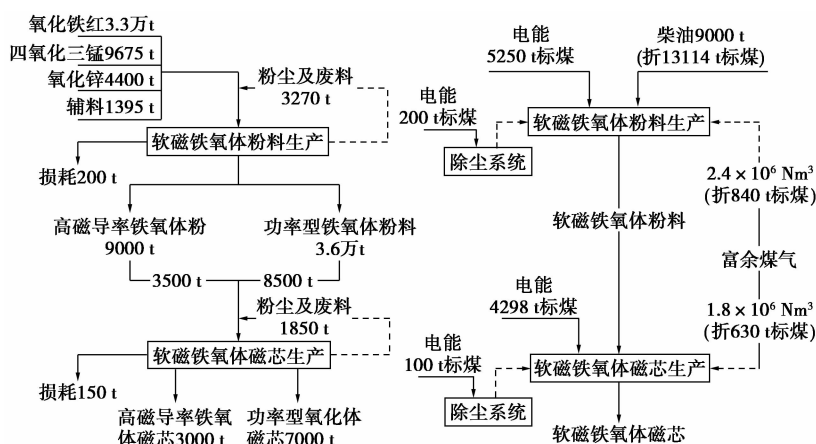 氧化铁红3.3万t
四氧化三锰9675 t
氧化锌4400 t
辅料1395 t
粉尘及废料
3270 t
软磁铁氧体粉料生产
损耗200 t
高磁导率铁氧体粉
9000 t
功率型铁氧体粉料
3.6万t
3500 t
8500 t
粉尘及废料
1850 t
软磁铁氧体磁芯生产
损耗150 t
高磁导率铁氧
体磁芯3000 t
功率型氧化体
磁芯7000 t
电能
5250 t标煤
柴油9000 t
(折13114 t标煤)
电能
200 t标煤
软磁铁氧体粉料生产
除尘系统
2.4×10⁶ Nm³
(折840 t标煤)
软磁铁氧体粉料
富余煤气
电能
4298 t标煤
1.8×10⁶ Nm³
(折630 t标煤)
电能
100 t标煤
软磁铁氧体磁芯生产
除尘系统
软磁铁氧体磁芯